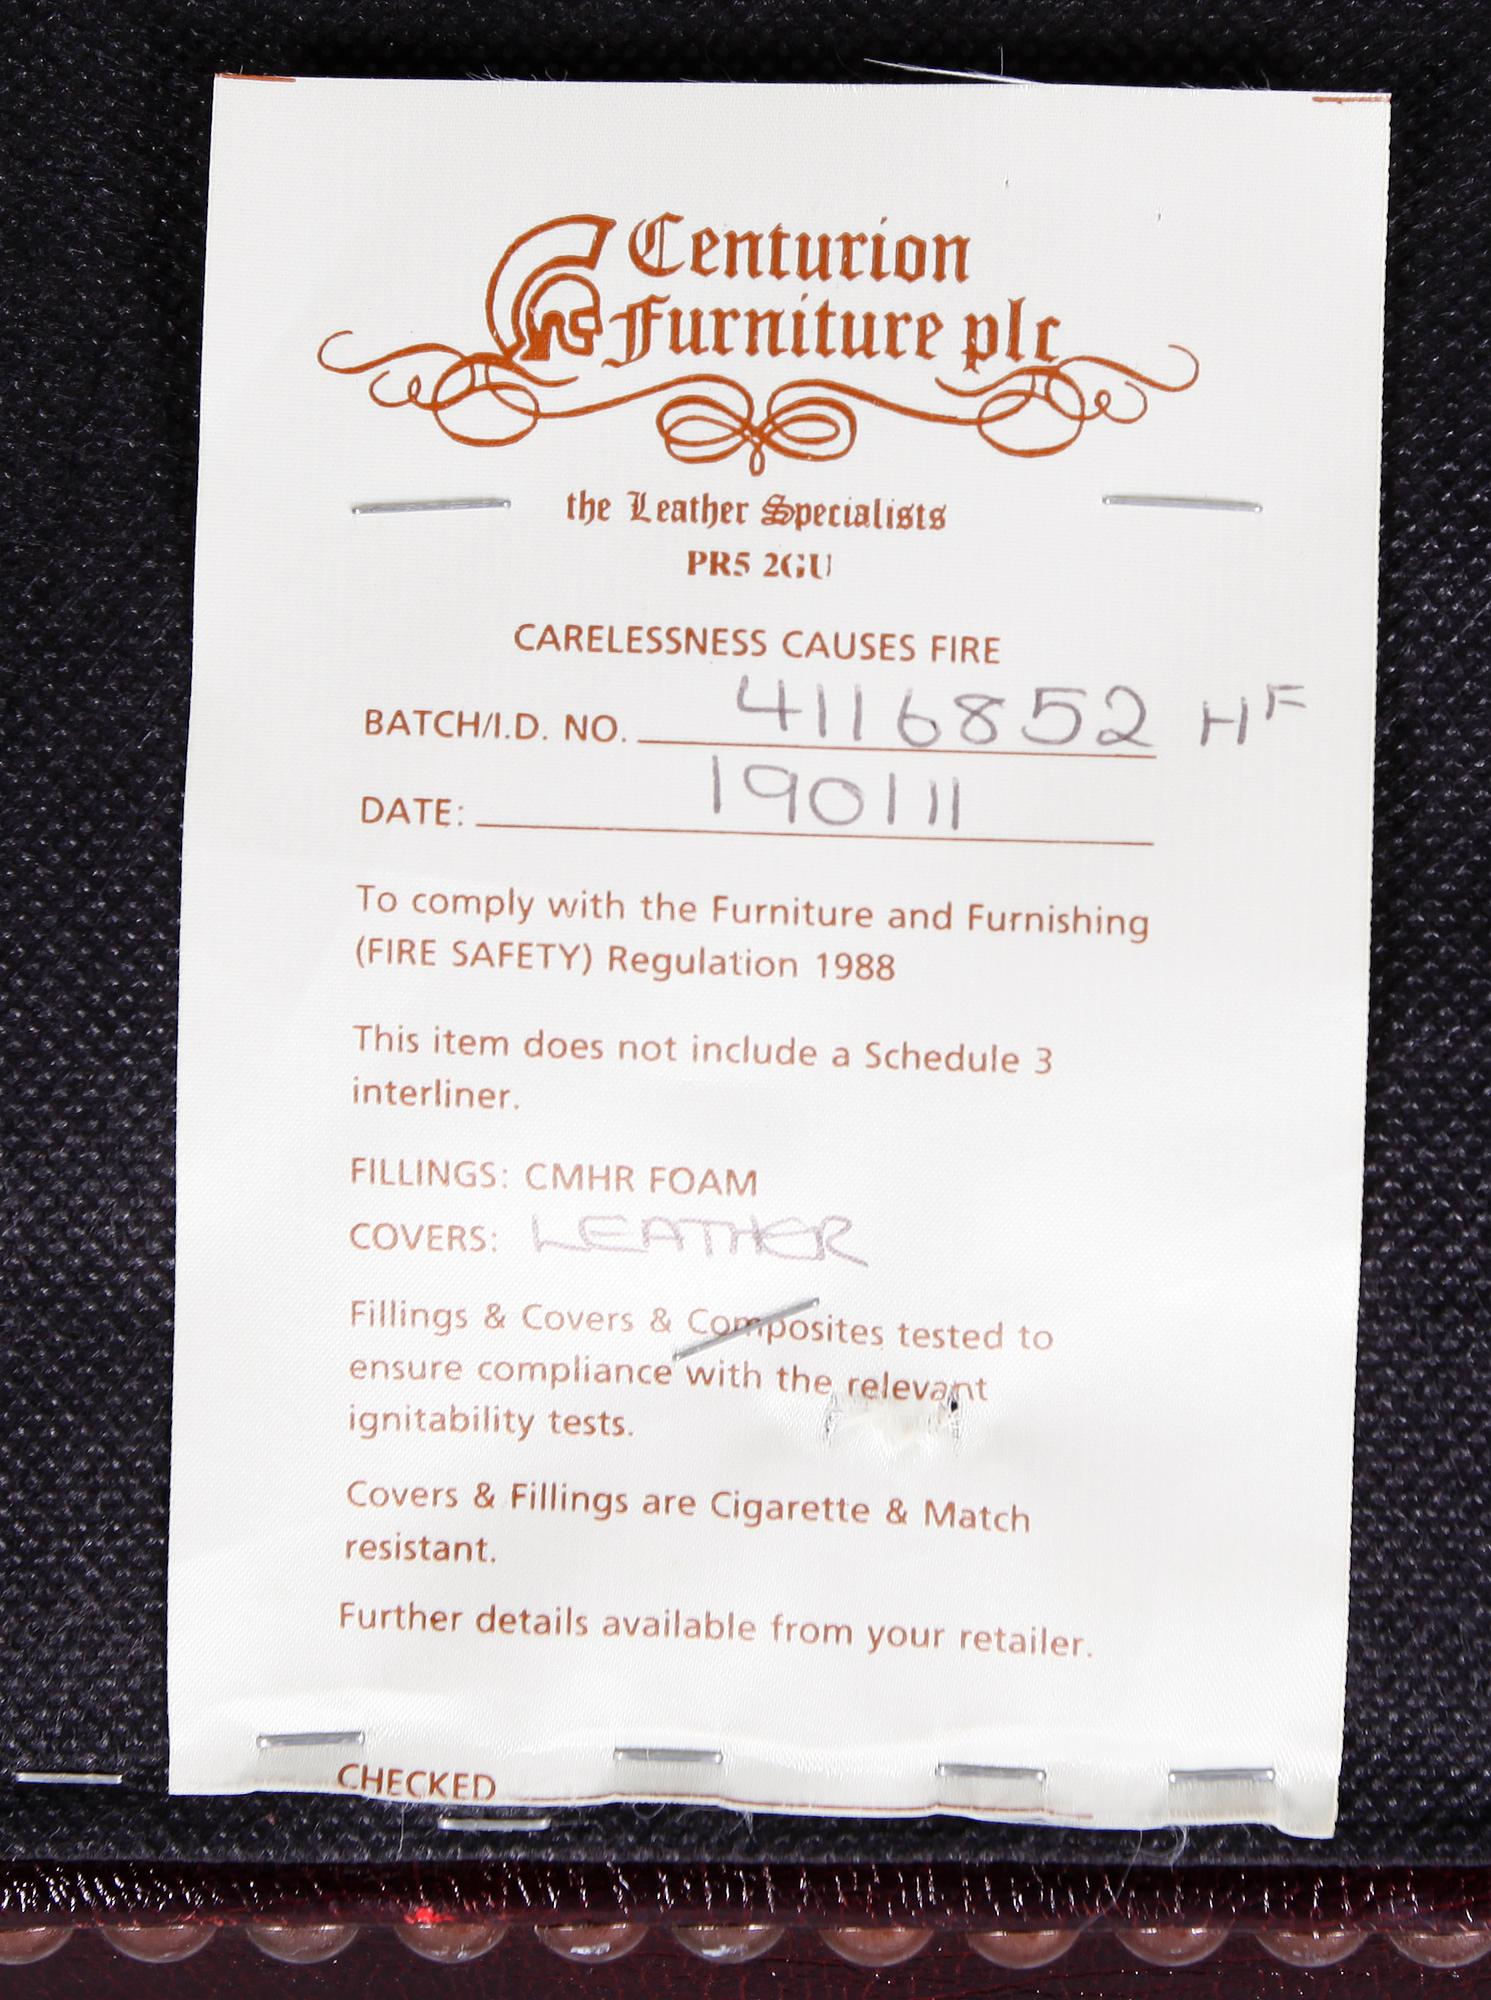 Centurion
Furniture plc
the Leather Specialists
PR5 2GU
CARELESSNESS CAUSES FIRE
BATCH/I.D. NO. 4116852 HF
DATE: 190111
To comply with the Furniture and Furnishing
(FIRE SAFETY) Regulation 1988
This item does not include a Schedule 3
interliner.
FILLINGS: CMHR FOAM
COVERS: LEATHER
Fillings & Covers & Composites tested to
ensure compliance with the relevant
ignitability tests.
Covers & Fillings are Cigarette & Match
resistant.
Further details available from your retailer.
CHECKED